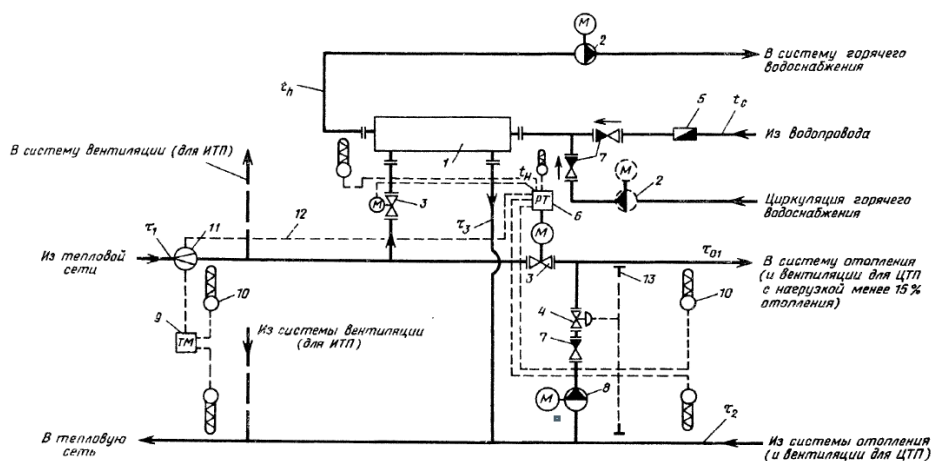 M
2
В систему горячего
водоснабжения
t_h
5
t_c
Из водопровода
1
7
В систему вентиляции (для ИТП)
t_н
M
2
M
3
РТ
6
Циркуляция горячего
водоснабжения
τ_1
11
12
τ_3
M
τ_01
Из тепловой
сети
3
13
В систему отопления
(и вентиляции для ЦТП
с нагрузкой менее 15%
отопления)
10
10
4
9
ТМ
Из системы вентиляции
(для ИТП)
7
M
8
τ_2
В тепловую
сеть
Из системы отопления
(и вентиляции для ЦТП)